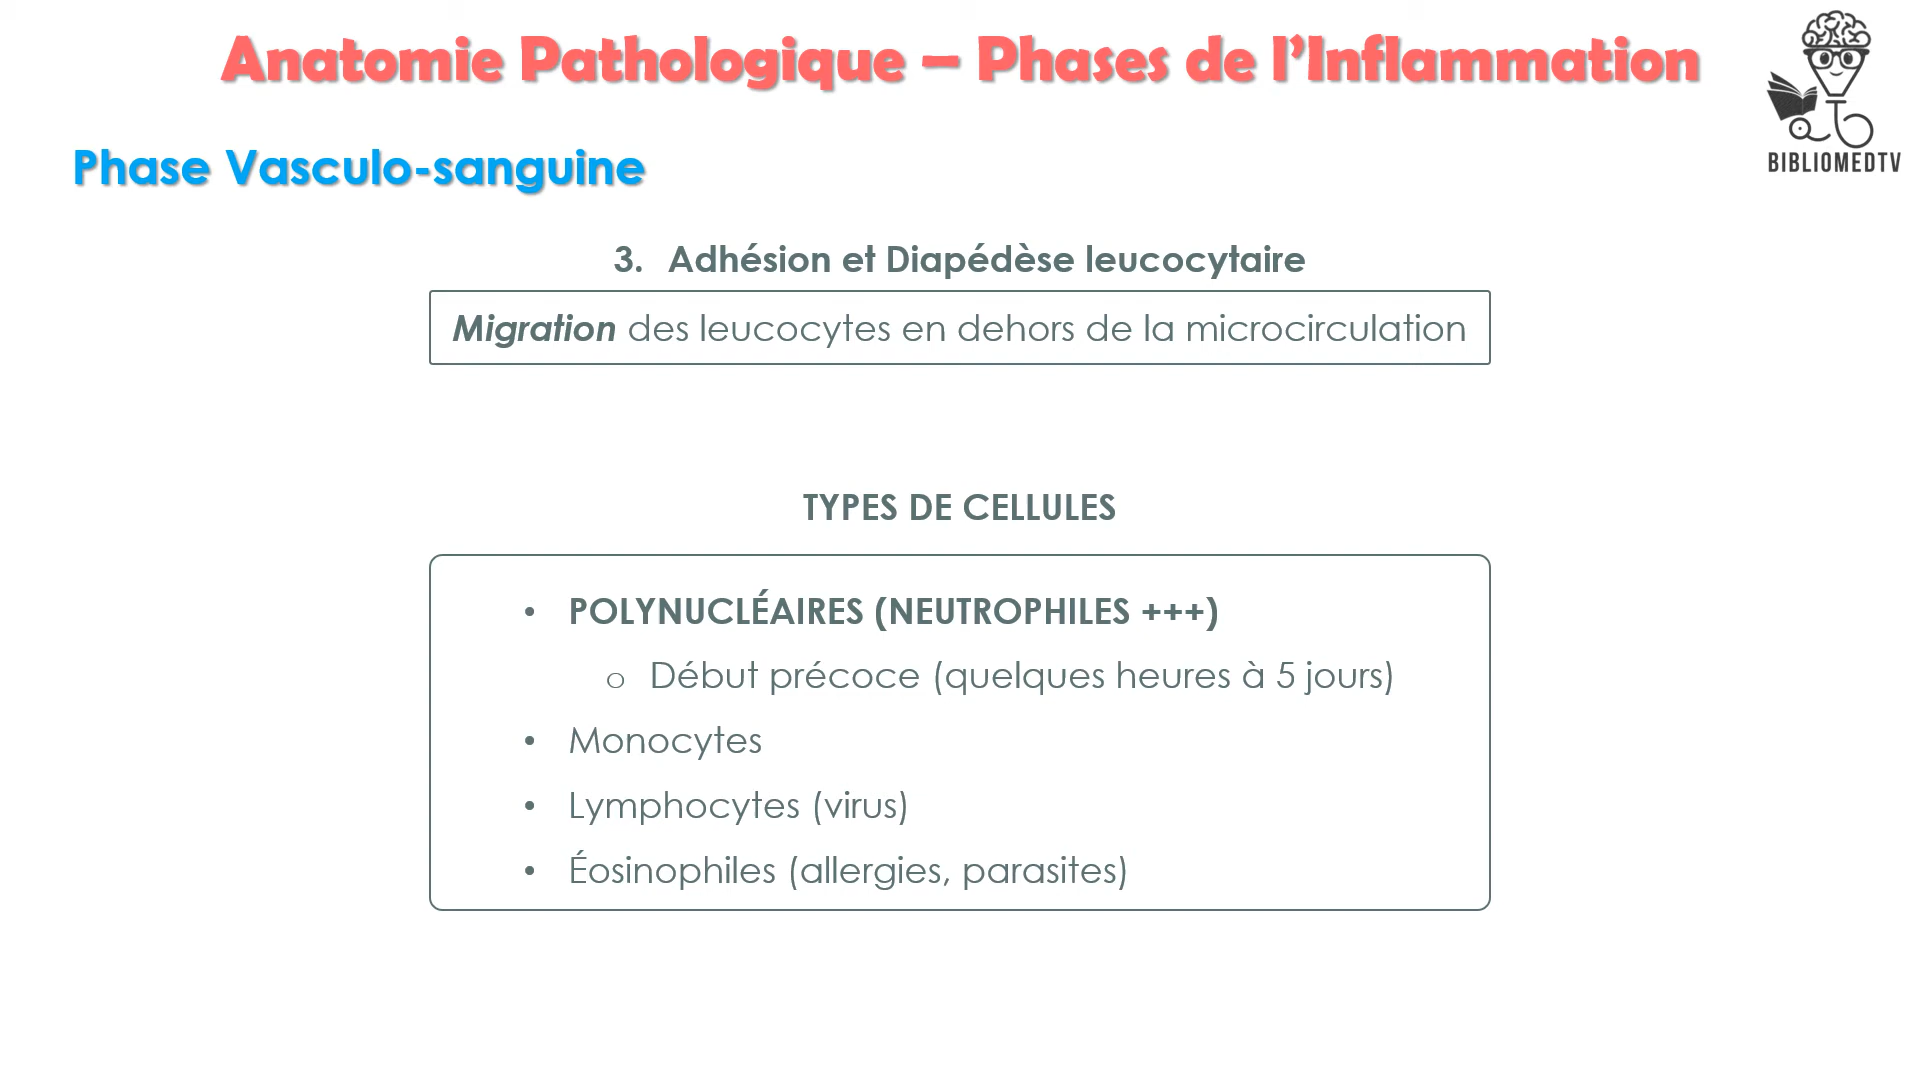 Anatomie Pathologique – Phases de l’Inflammation
BIBLIOMEDTV
Phase Vasculo-sanguine
3. Adhésion et Diapédèse leucocytaire
Migration des leucocytes en dehors de la microcirculation
TYPES DE CELLULES
• POLYNUCLÉAIRES (NEUTROPHILES +++)
o Début précoce (quelques heures à 5 jours)
• Monocytes
• Lymphocytes (virus)
• Éosinophiles (allergies, parasites)